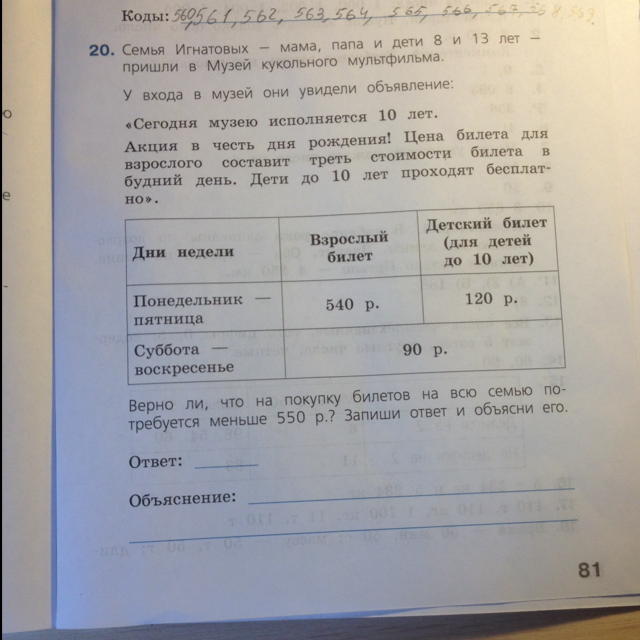 Коды: 560, 561, 562, 563, 564, 565, 566, 567,
20. Семья Игнатовых — мама, папа и дети 8 и 13 лет —
пришли в Музей кукольного мультфильма.
У входа в музей они увидели объявление:
«Сегодня музею исполняется 10 лет.
Акция в честь дня рождения! Цена билета для
взрослого составит треть стоимости билета в
будний день. Дети до 10 лет проходят бесплат-
но».
Дни недели
Взрослый
билет
Детский билет
(для детей
до 10 лет)
Понедельник —
пятница
540 р.
120 р.
Суббота —
воскресенье
90 р.
Верно ли, что на покупку билетов на всю семью по-
требуется меньше 550 р.? Запиши ответ и объясни его.
Ответ:
Объяснение:
81